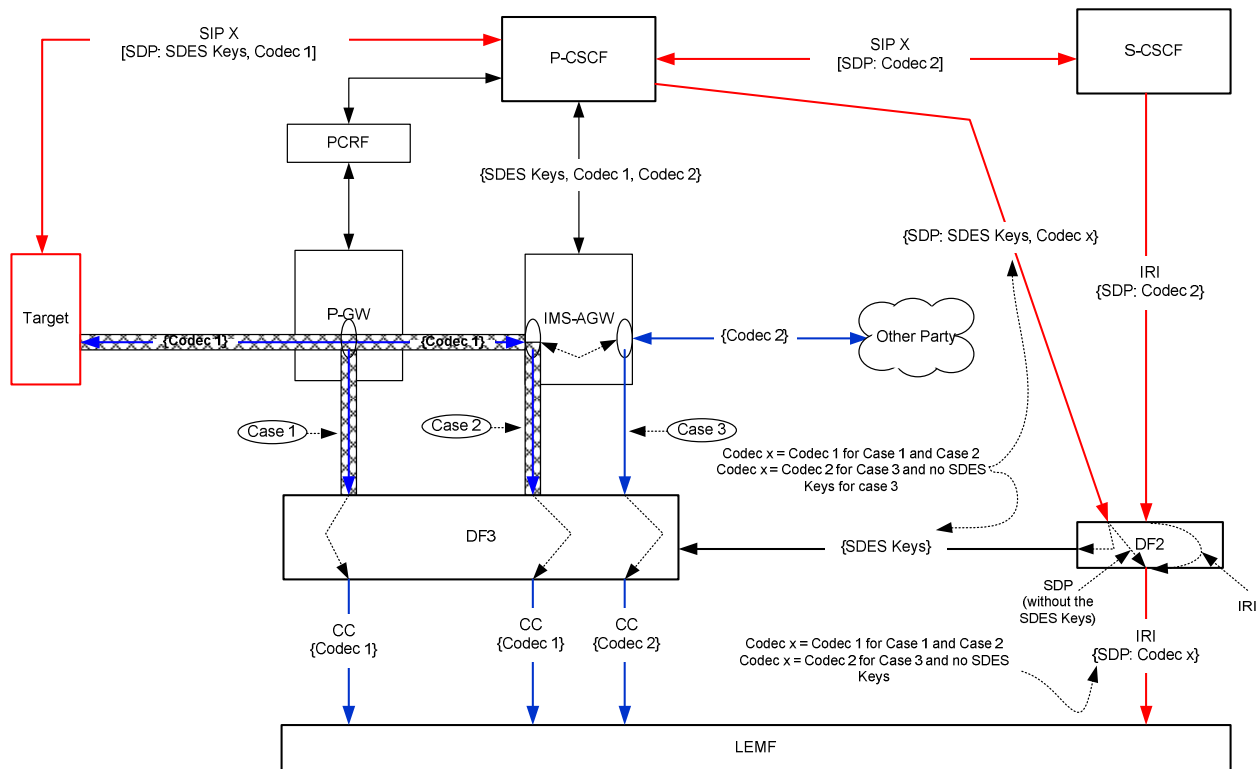 SIP X
[SDP: SDES Keys, Codec 1]
P-CSCF
SIP X
[SDP: Codec 2]
S-CSCF
PCRF
{SDES Keys, Codec 1, Codec 2}
{SDP: SDES Keys, Codec x}
IRI
{SDP: Codec 2}
Target
P-GW
IMS-AGW
{Codec 1}
{Codec 1}
{Codec 2}
Other Party
Case 1
Case 2
Case 3
Codec x = Codec 1 for Case 1 and Case 2
Codec x = Codec 2 for Case 3 and no SDES
Keys for case 3
DF3
{SDES Keys}
DF2
SDP
(without the
SDES Keys)
IRI
CC
{Codec 1}
CC
{Codec 1}
CC
{Codec 2}
Codec x = Codec 1 for Case 1 and Case 2
Codec x = Codec 2 for Case 3 and no SDES
Keys
IRI
{SDP: Codec x}
LEMF